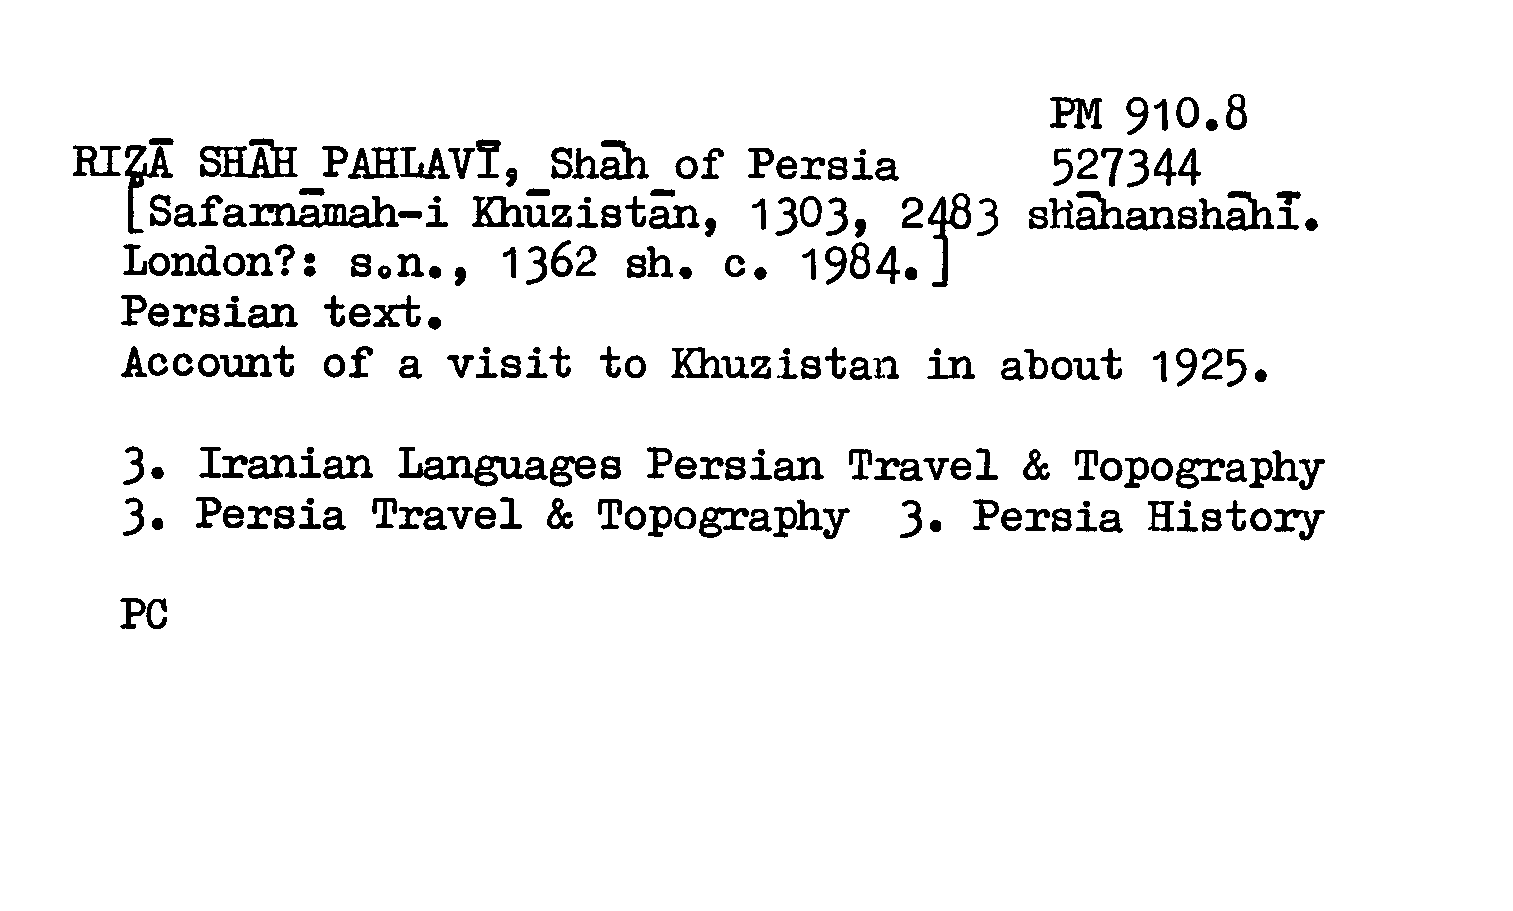 PM 910.8
RIẒĀ SHĀH PAHLAVĪ, Shāh of Persia 527344
[Safarnāmah-i Khūzistān, 1303, 2483 shāhanshāhī.
London?: s.n., 1362 sh. c. 1984.]
Persian text.
Account of a visit to Khuzistan in about 1925.
3. Iranian Languages Persian Travel & Topography
3. Persia Travel & Topography 3. Persia History
PC